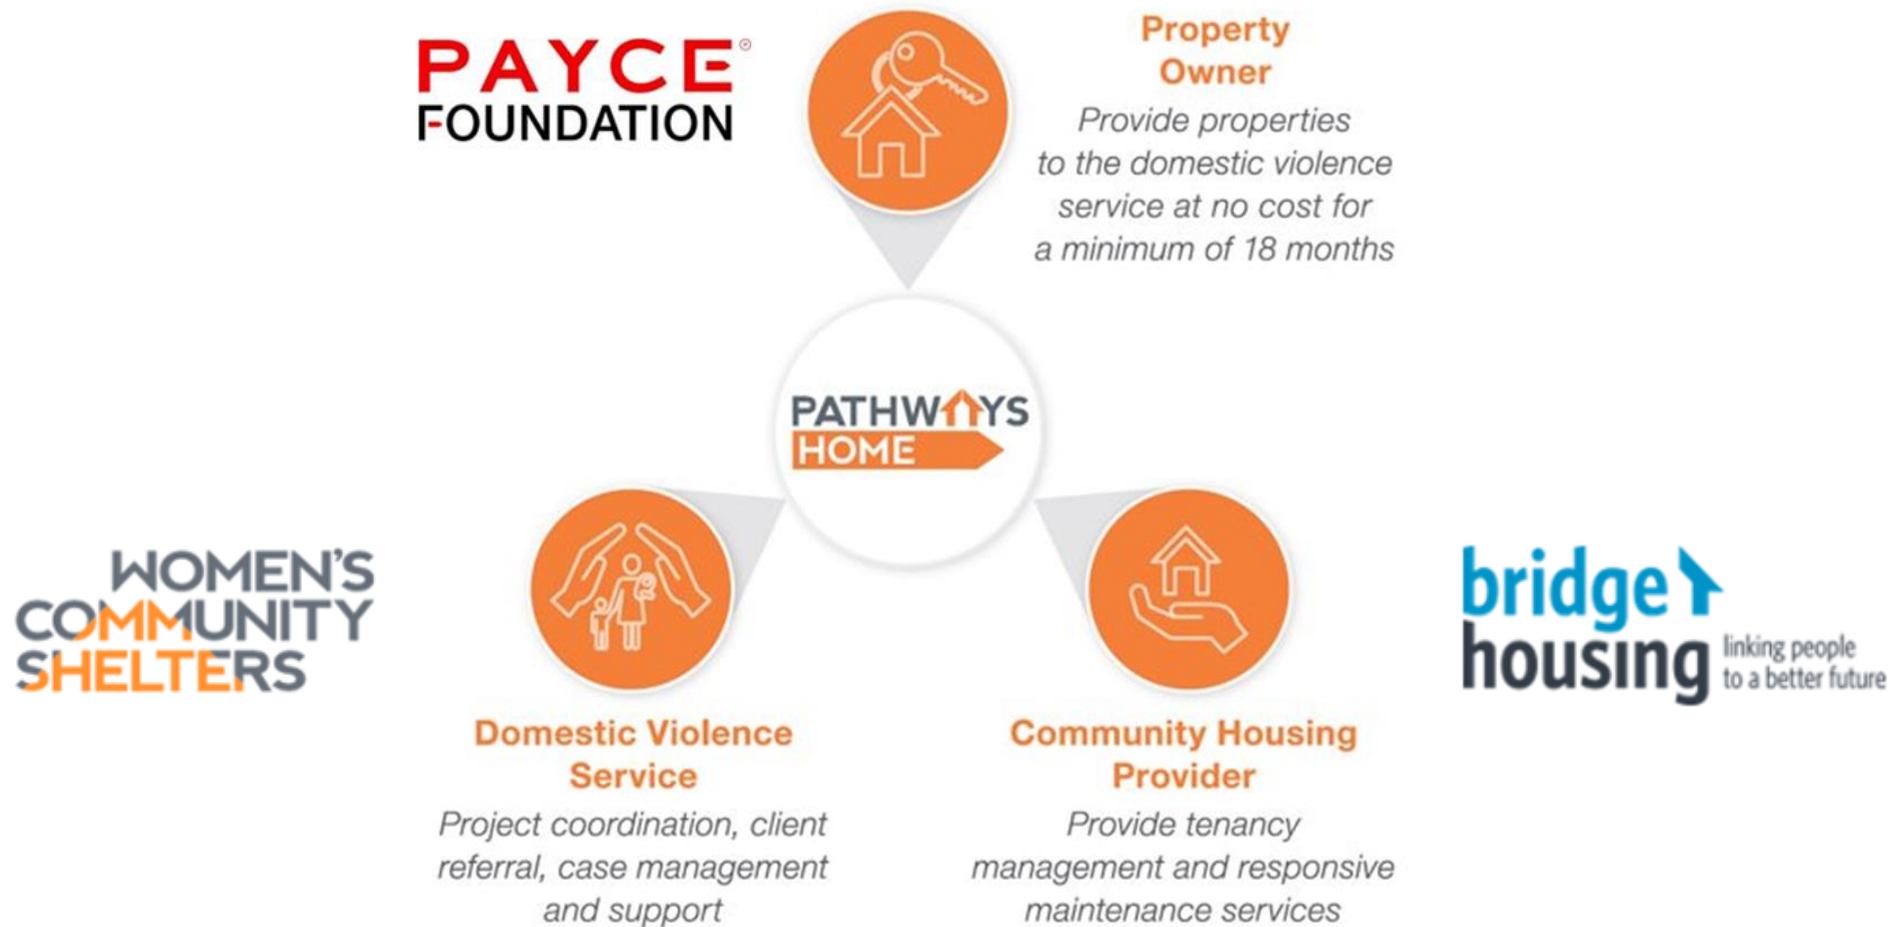 PAYCE®
FOUNDATION
Property
Owner
Provide properties
to the domestic violence
service at no cost for
a minimum of 18 months
PATHWAYS
HOME
WOMEN'S
COMMUNITY
SHELTERS
Domestic Violence
Service
Project coordination, client
referral, case management
and support
Community Housing
Provider
Provide tenancy
management and responsive
maintenance services
bridge
housing
linking people
to a better future